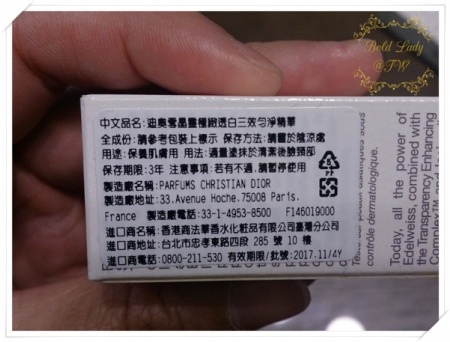 Bold Lady
@TW
中文品名：迪奧雪晶靈極緻透白三效勻淨精華
全成份：請參考包裝上標示 保存方法：請置於陰涼處
用途：保養肌膚用 用法：適量塗抹於清潔後臉頸部
保存期限：3年 注意事項：若有不適，請暫停使用
製造廠名稱：PARFUMS CHRISTIAN DIOR
製造廠地址：33.Avenue Hoche.75008 Paris.
France 製造廠電話：33-1-4953-8500 F146019000
進口商名稱：香港商法華香水化粧品有限公司臺灣分公司
進口商地址：台北市忠孝東路四段 285 號 10 樓
進口商電話：0800-211-530 有效期限/批號：2017.11/4Y
contrôle dermatologique.
Today, all the power of
Edelweiss, combined with
the Transparency Enhancing